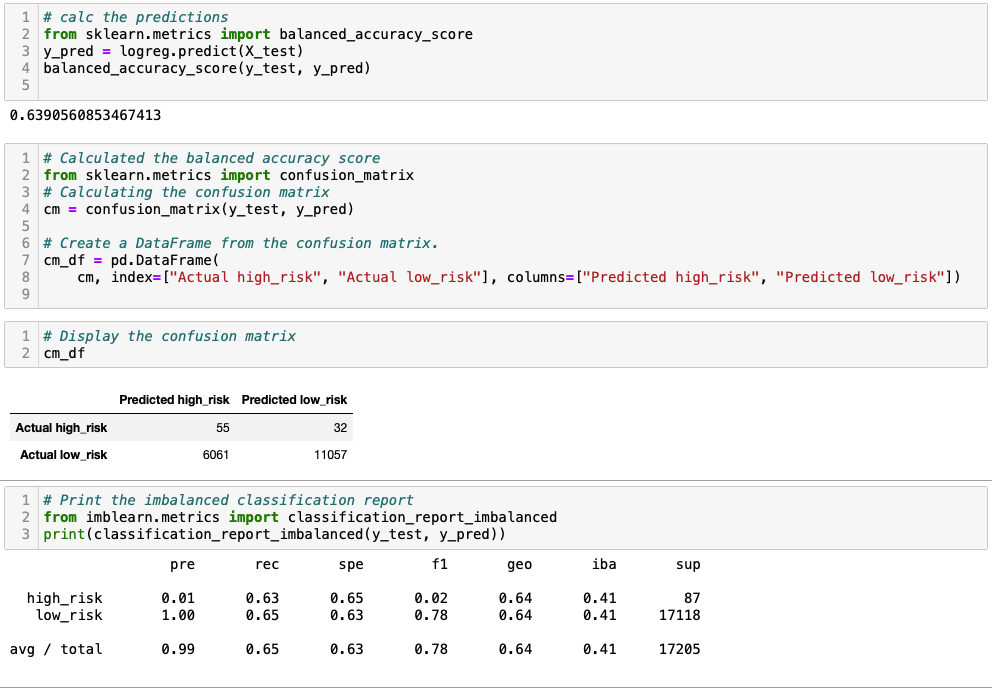 1 # calc the predictions
2 from sklearn.metrics import balanced_accuracy_score
3 y_pred = logreg.predict(X_test)
4 balanced_accuracy_score(y_test, y_pred)
5
0.6390560853467413
1 # Calculated the balanced accuracy score
2 from sklearn.metrics import confusion_matrix
3 # Calculating the confusion matrix
4 cm = confusion_matrix(y_test, y_pred)
5
6 # Create a DataFrame from the confusion matrix.
7 cm_df = pd.DataFrame(
8     cm, index=["Actual high_risk", "Actual low_risk"], columns=["Predicted high_risk", "Predicted low_risk"])
9
1 # Display the confusion matrix
2 cm_df
Predicted high_risk Predicted low_risk
Actual high_risk 55 32
Actual low_risk 6061 11057
1 # Print the imbalanced classification report
2 from imblearn.metrics import classification_report_imbalanced
3 print(classification_report_imbalanced(y_test, y_pred))
pre rec spe f1 geo iba sup
high_risk 0.01 0.63 0.65 0.02 0.64 0.41 87
low_risk 1.00 0.65 0.63 0.78 0.64 0.41 17118
avg / total 0.99 0.65 0.63 0.78 0.64 0.41 17205